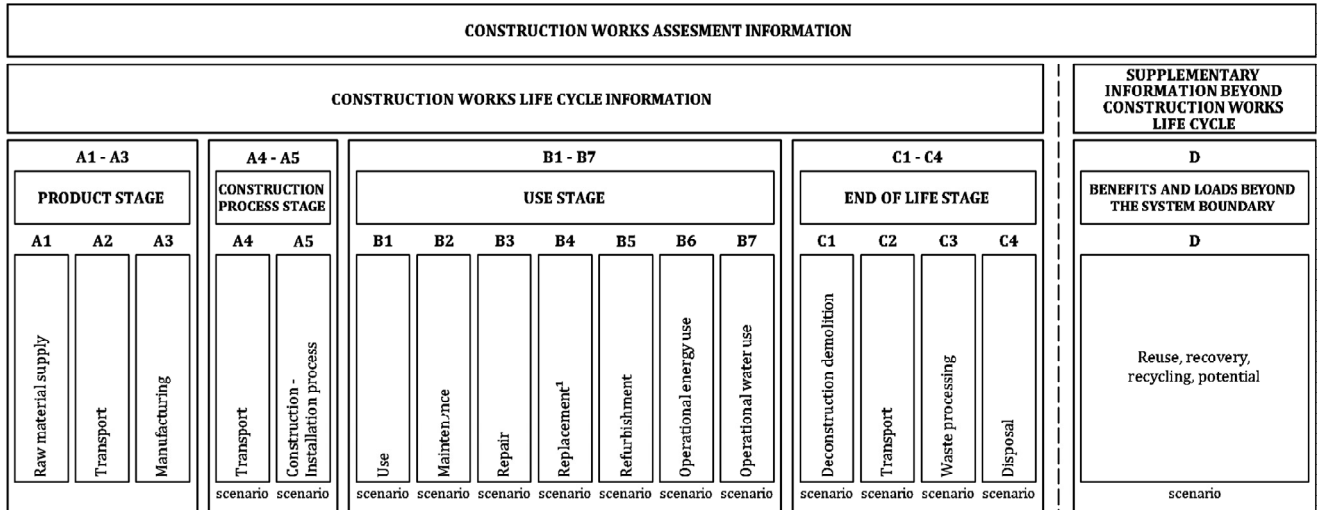 CONSTRUCTION WORKS ASSESMENT INFORMATION
CONSTRUCTION WORKS LIFE CYCLE INFORMATION
SUPPLEMENTARY
INFORMATION BEYOND
CONSTRUCTION WORKS
LIFE CYCLE
A1 - A3
PRODUCT STAGE
A1
A2
A3
Raw material supply
Transport
Manufacturing
A4 - A5
CONSTRUCTION
PROCESS STAGE
A4
A5
Transport
Construction -
Installation process
scenario
scenario
B1 - B7
USE STAGE
B1
B2
B3
B4
B5
B6
B7
Use
Maintennce
Repair
Replacement¹
Refurbishment
Operational energy use
Operational water use
scenario
scenario
scenario
scenario
scenario
scenario
scenario
C1 - C4
END OF LIFE STAGE
C1
C2
C3
C4
Deconstruction demolition
Transport
Waste processing
Disposal
scenario
scenario
scenario
scenario
D
BENEFITS AND LOADS BEYOND
THE SYSTEM BOUNDARY
D
Reuse, recovery,
recycling, potential
scenario